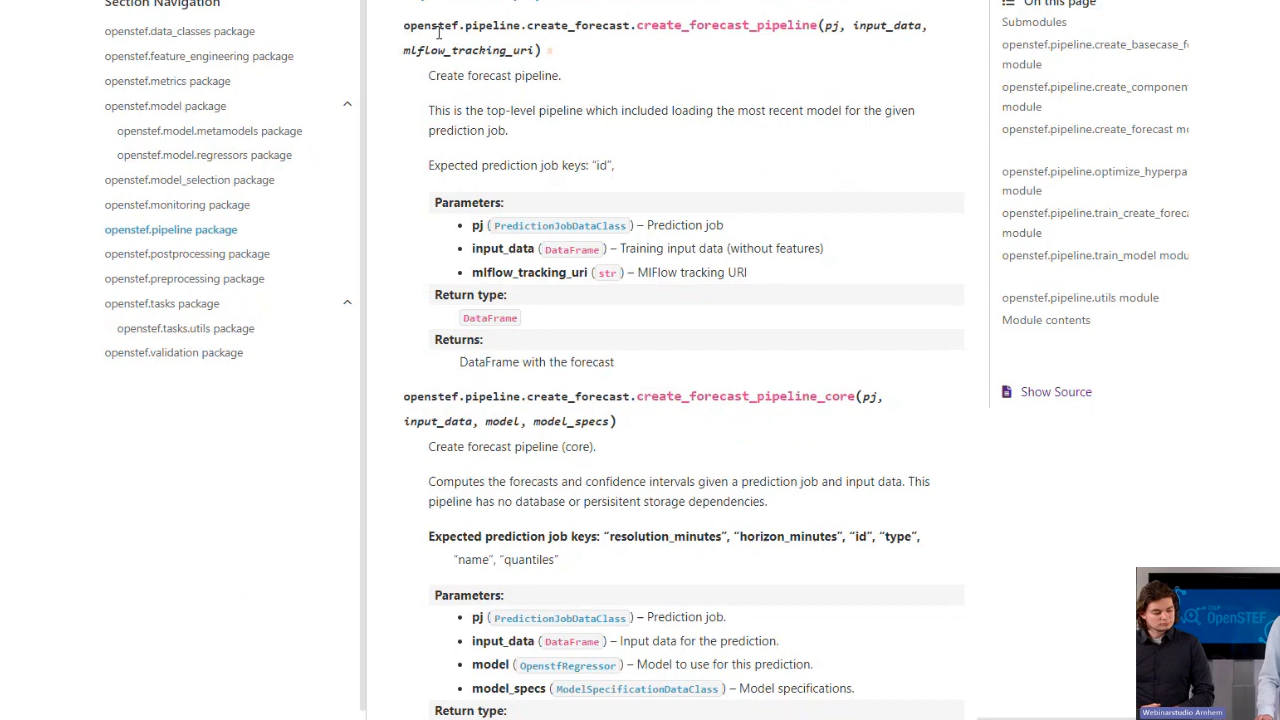 Section Navigation
openstef.data_classes package
openstef.feature_engineering package
openstef.metrics package
openstef.model package
openstef.model.metamodels package
openstef.model.regressors package
openstef.model_selection package
openstef.monitoring package
openstef.pipeline package
openstef.postprocessing package
openstef.preprocessing package
openstef.tasks package
openstef.tasks.utils package
openstef.validation package
openstef.pipeline.create_forecast.create_forecast_pipeline(pj, input_data,
mlflow_tracking_uri)
Create forecast pipeline.
This is the top-level pipeline which included loading the most recent model for the given
prediction job.
Expected prediction job keys: “id”,
Parameters:
• pj (PredictionJobDataClass) – Prediction job
• input_data (DataFrame) – Training input data (without features)
• mlflow_tracking_uri (str) – MlFlow tracking URI
Return type:
DataFrame
Returns:
DataFrame with the forecast
openstef.pipeline.create_forecast.create_forecast_pipeline_core(pj,
input_data, model, model_specs)
Create forecast pipeline (core).
Computes the forecasts and confidence intervals given a prediction job and input data. This
pipeline has no database or persisitent storage dependencies.
Expected prediction job keys: “resolution_minutes”, “horizon_minutes”, “id”, “type”,
“name”, “quantiles”
Parameters:
• pj (PredictionJobDataClass) – Prediction job.
• input_data (DataFrame) – Input data for the prediction.
• model (OpenstfRegressor) – Model to use for this prediction.
• model_specs (ModelSpecificationDataClass) – Model specifications.
Return type:
On this page
Submodules
openstef.pipeline.create_basecase_fo
module
openstef.pipeline.create_component
module
openstef.pipeline.create_forecast mo
openstef.pipeline.optimize_hyperpa
module
openstef.pipeline.train_create_foreca
module
openstef.pipeline.train_model modu
openstef.pipeline.utils module
Module contents
Show Source
OpenSTEF
Webinarstudio Arnhem